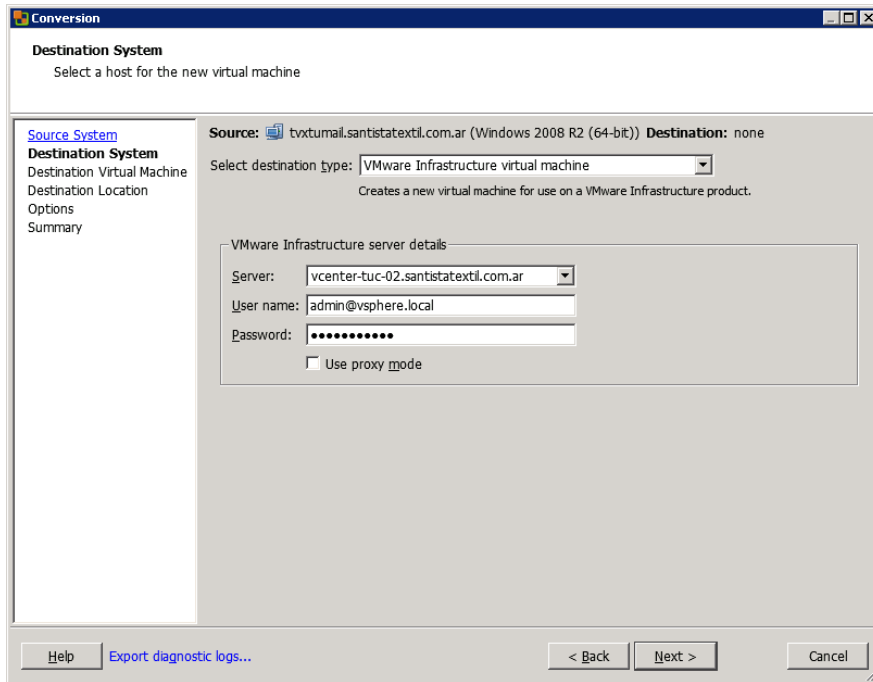 Conversion
Destination System
Select a host for the new virtual machine
Source System
Destination System
Destination Virtual Machine
Destination Location
Options
Summary
Source: tvxtumail.santistatextil.com.ar (Windows 2008 R2 (64-bit)) Destination: none
Select destination type: VMware Infrastructure virtual machine
Creates a new virtual machine for use on a VMware Infrastructure product.
VMware Infrastructure server details
Server: vcenter-tuc-02.santistatextil.com.ar
User name: admin@vsphere.local
Password: ●●●●●●●●●●●
Use proxy mode
Help Export diagnostic logs... < Back Next > Cancel